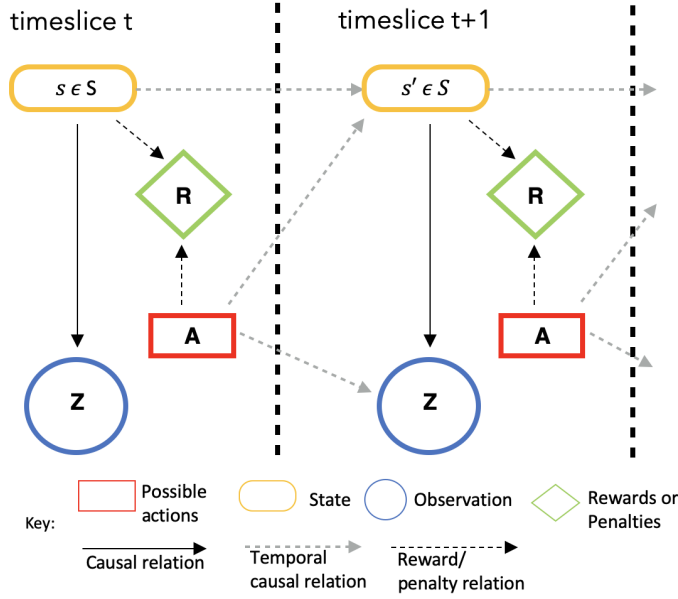 timeslice t
timeslice t+1
s ϵ S
s′ ϵ S
R
R
A
A
Z
Z
Key:
Possible
actions
State
Observation
Rewards or
Penalties
Causal relation
Temporal
causal relation
Reward/
penalty relation